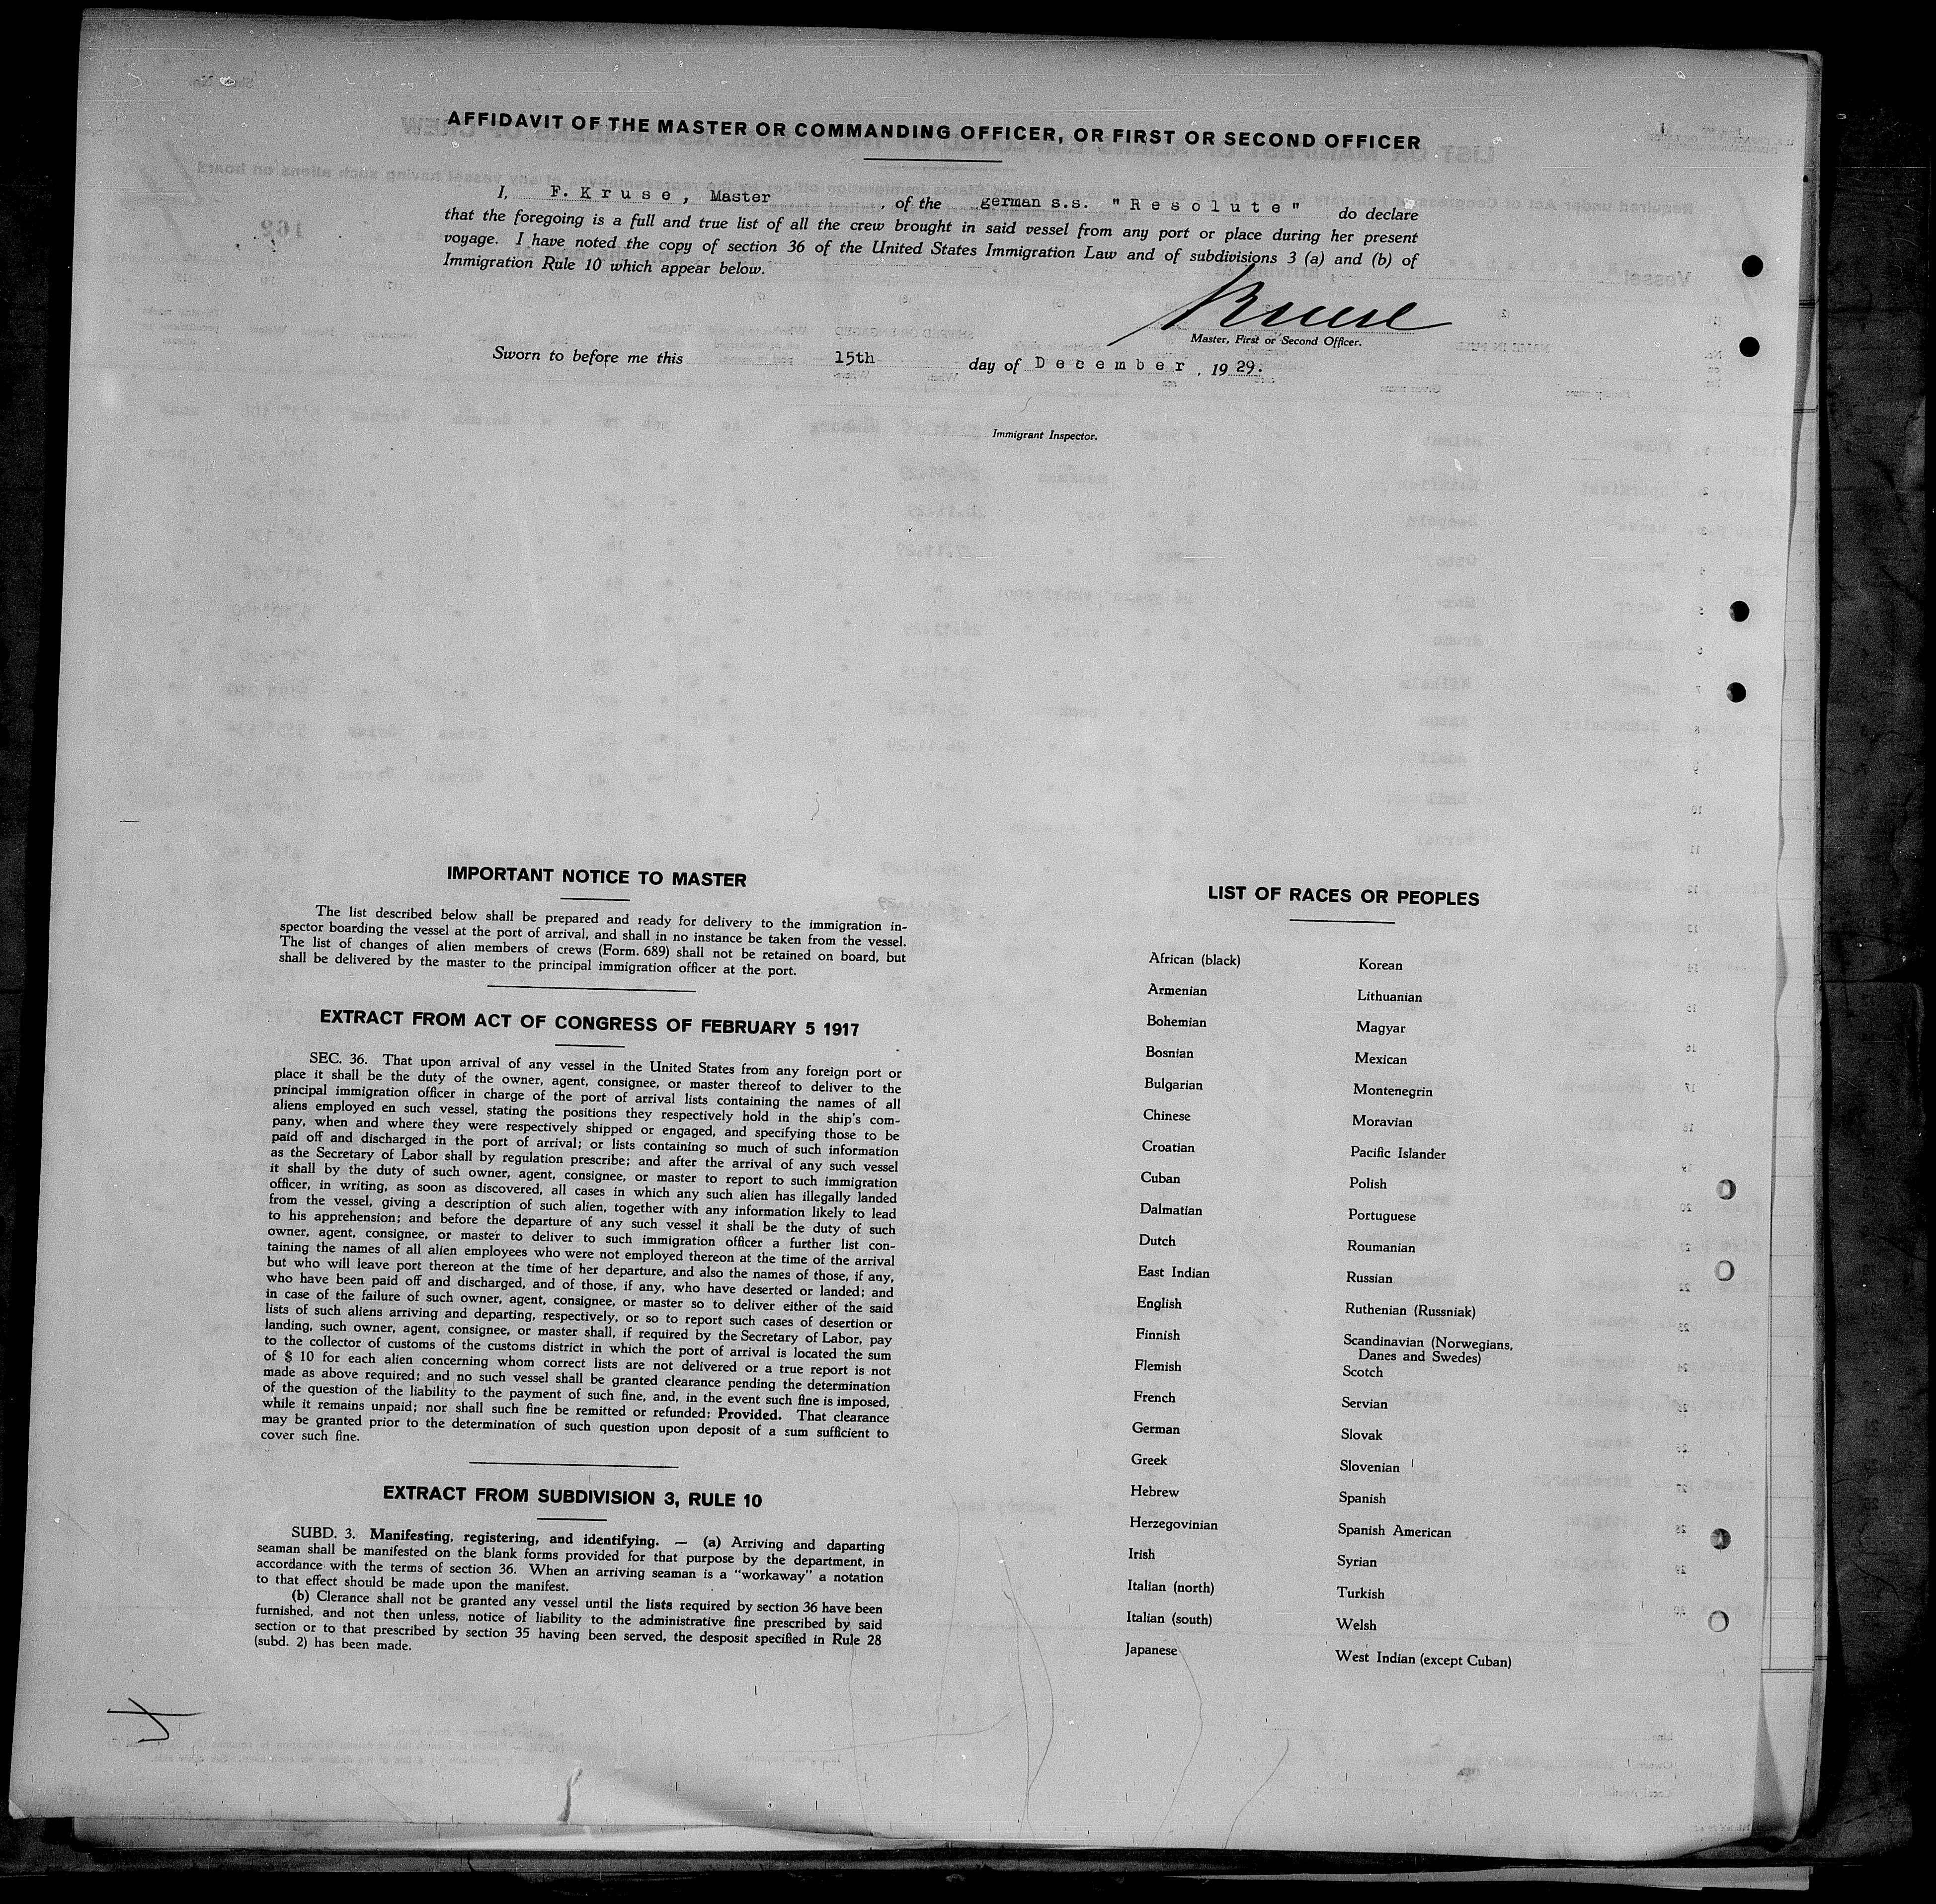 AFFIDAVIT OF THE MASTER OR COMMANDING OFFICER, OR FIRST OR SECOND OFFICER
I, F. Kruse, Master, of the german s.s. "Resolute" do declare
that the foregoing is a full and true list of all the crew brought in said vessel from any port or place during her present
voyage. I have noted the copy of section 36 of the United States Immigration Law and of subdivisions 3 (a) and (b) of
Immigration Rule 10 which appear below.
Kruse
Master, First or Second Officer.
Sworn to before me this 15th day of December, 1929.
Immigrant Inspector.
IMPORTANT NOTICE TO MASTER
The list described below shall be prepared and ready for delivery to the immigration in-
spector boarding the vessel at the port of arrival, and shall in no instance be taken from the vessel.
The list of changes of alien members of crews (Form. 689) shall not be retained on board, but
shall be delivered by the master to the principal immigration officer at the port.
EXTRACT FROM ACT OF CONGRESS OF FEBRUARY 5 1917
SEC. 36. That upon arrival of any vessel in the United States from any foreign port or
place it shall be the duty of the owner, agent, consignee, or master thereof to deliver to the
principal immigration officer in charge of the port of arrival lists containing the names of all
aliens employed en such vessel, stating the positions they respectively hold in the ship's com-
pany, when and where they were respectively shipped or engaged, and specifying those to be
paid off and discharged in the port of arrival; or lists containing so much of such information
as the Secretary of Labor shall by regulation prescribe; and after the arrival of any such vessel
it shall by the duty of such owner, agent, consignee, or master to report to such immigration
officer, in writing, as soon as discovered, all cases in which any such alien has illegally landed
from the vessel, giving a description of such alien, together with any information likely to lead
to his apprehension; and before the departure of any such vessel it shall be the duty of such
owner, agent, consignee, or master to deliver to such immigration officer a further list con-
taining the names of all alien employees who were not employed thereon at the time of the arrival
but who will leave port thereon at the time of her departure, and also the names of those, if any,
who have been paid off and discharged, and of those, if any, who have deserted or landed; and
in case of the failure of such owner, agent, consignee, or master so to deliver either of the said
lists of such aliens arriving and departing, respectively, or so to report such cases of desertion or
landing, such owner, agent, consignee, or master shall, if required by the Secretary of Labor, pay
to the collector of customs of the customs district in which the port of arrival is located the sum
of $ 10 for each alien concerning whom correct lists are not delivered or a true report is not
made as above required; and no such vessel shall be granted clearance pending the determination
of the question of the liability to the payment of such fine, and, in the event such fine is imposed,
while it remains unpaid; nor shall such fine be remitted or refunded: Provided. That clearance
may be granted prior to the determination of such question upon deposit of a sum sufficient to
cover such fine.
EXTRACT FROM SUBDIVISION 3, RULE 10
SUBD. 3. Manifesting, registering, and identifying. — (a) Arriving and daparting
seaman shall be manifested on the blank forms provided for that purpose by the department, in
accordance with the terms of section 36. When an arriving seaman is a "workaway" a notation
to that effect should be made upon the manifest.
(b) Clerance shall not be granted any vessel until the lists required by section 36 have been
furnished, and not then unless, notice of liability to the administrative fine prescribed by said
section or to that prescribed by section 35 having been served, the desposit specified in Rule 28
(subd. 2) has been made.
LIST OF RACES OR PEOPLES
African (black)
Armenian
Bohemian
Bosnian
Bulgarian
Chinese
Croatian
Cuban
Dalmatian
Dutch
East Indian
English
Finnish
Flemish
French
German
Greek
Hebrew
Herzegovinian
Irish
Italian (north)
Italian (south)
Japanese
Korean
Lithuanian
Magyar
Mexican
Montenegrin
Moravian
Pacific Islander
Polish
Portuguese
Roumanian
Russian
Ruthenian (Russniak)
Scandinavian (Norwegians,
Danes and Swedes)
Scotch
Servian
Slovak
Slovenian
Spanish
Spanish American
Syrian
Turkish
Welsh
West Indian (except Cuban)